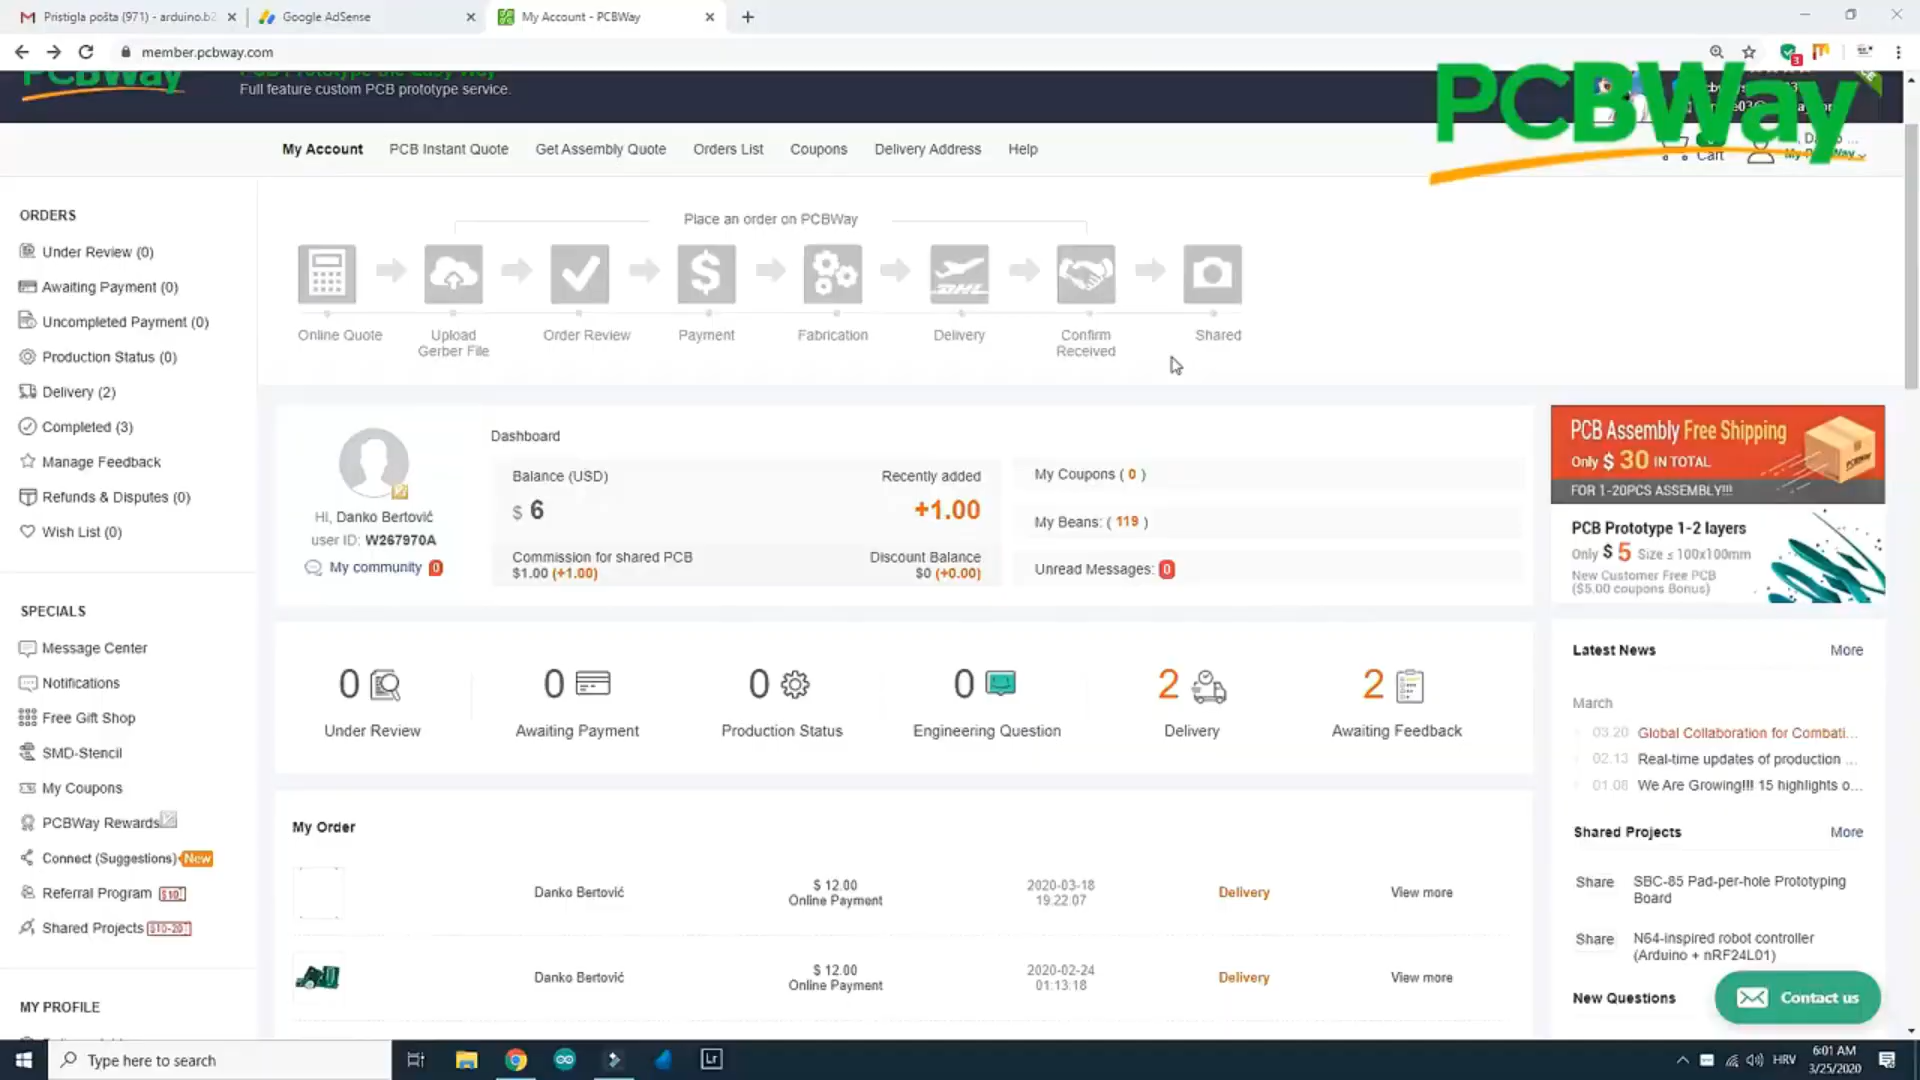 Pristigla pošta (971) - arduino.b2
Google AdSense
My Account - PCBWay
member.pcbway.com
3
PCBWay
Full feature custom PCB prototype service.
PCBWay
My Account
PCB Instant Quote
Get Assembly Quote
Orders List
Coupons
Delivery Address
Help
Cart
ORDERS
Under Review (0)
Awaiting Payment (0)
Uncompleted Payment (0)
Production Status (0)
Delivery (2)
Completed (3)
Manage Feedback
Refunds & Disputes (0)
Wish List (0)
SPECIALS
Message Center
Notifications
Free Gift Shop
SMD-Stencil
My Coupons
PCBWay Rewards
Connect (Suggestions) New
Referral Program $10
Shared Projects $10-20
MY PROFILE
Place an order on PCBWay
DHL
Online Quote
Upload
Gerber File
Order Review
Payment
Fabrication
Delivery
Confirm
Received
Shared
HI, Danko Bertović
user ID: W267970A
My community 0
Dashboard
Balance (USD)
Recently added
$ 6
+1.00
Commission for shared PCB
$1.00 (+1.00)
Discount Balance
$0 (+0.00)
My Coupons ( 0 )
My Beans: ( 119 )
Unread Messages: 0
0
Under Review
0
Awaiting Payment
0
Production Status
0
Engineering Question
2
Delivery
2
Awaiting Feedback
My Order
Danko Bertović
$ 12.00
Online Payment
2020-03-18
19:22:07
Delivery
View more
Danko Bertović
$ 12.00
Online Payment
2020-02-24
01:13:18
Delivery
View more
PCB Assembly Free Shipping
Only $ 30 IN TOTAL
FOR 1-20PCS ASSEMBLY!!!
PCB Prototype 1-2 layers
Only $ 5 Size ≤ 100x100mm
New Customer Free PCB
($5.00 coupons Bonus)
Latest News
More
March
03.20 Global Collaboration for Combati...
02.13 Real-time updates of production ...
01.08 We Are Growing!!! 15 highlights o...
Shared Projects
More
Share
SBC-85 Pad-per-hole Prototyping
Board
Share
N64-inspired robot controller
(Arduino + nRF24L01)
New Questions
Contact us
Type here to search
Lr
HRV
6:01 AM
3/25/2020